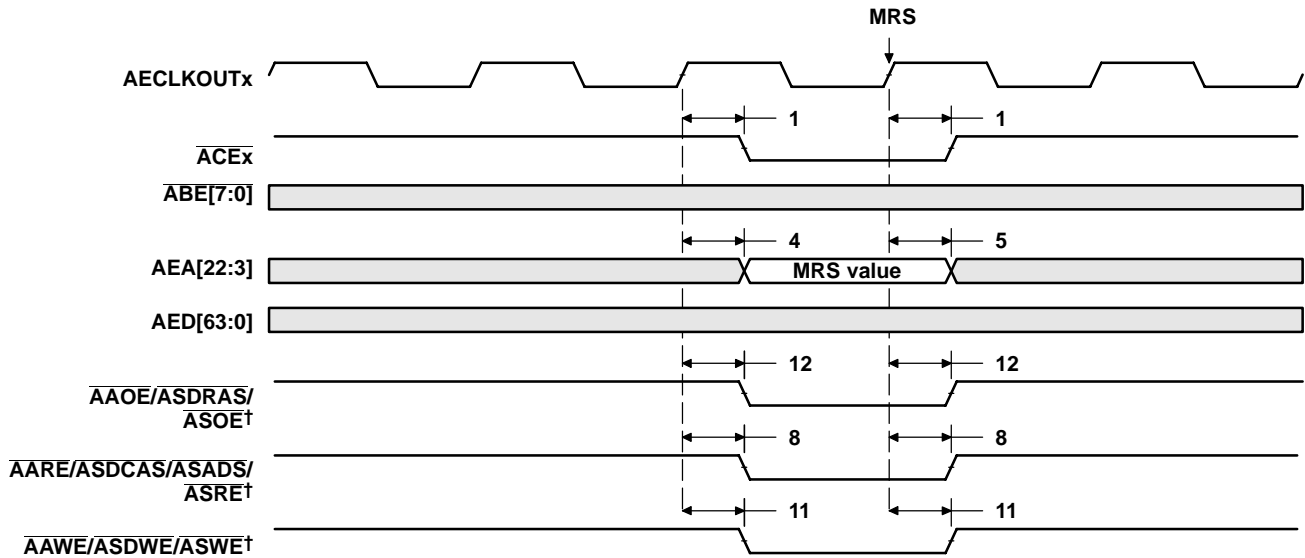 MRS
AECLKOUTx
1 1
ACEx
ABE[7:0]
4 5
AEA[22:3] MRS value
AED[63:0]
12 12
AAOE/ASDRAS/
ASOE†
8 8
AARE/ASDCAS/ASADS/
ASRE†
11 11
AAWE/ASDWE/ASWE†